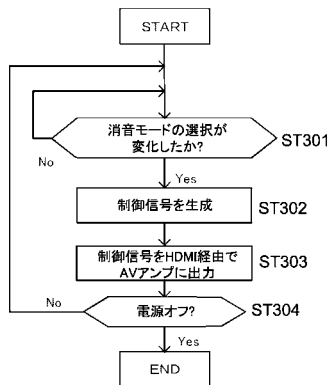 START
消音モードの選択が
変化したか?
ST301
No
Yes
制御信号を生成
ST302
制御信号をHDMI経由で
AVアンプに出力
ST303
No
電源オフ?
ST304
Yes
END